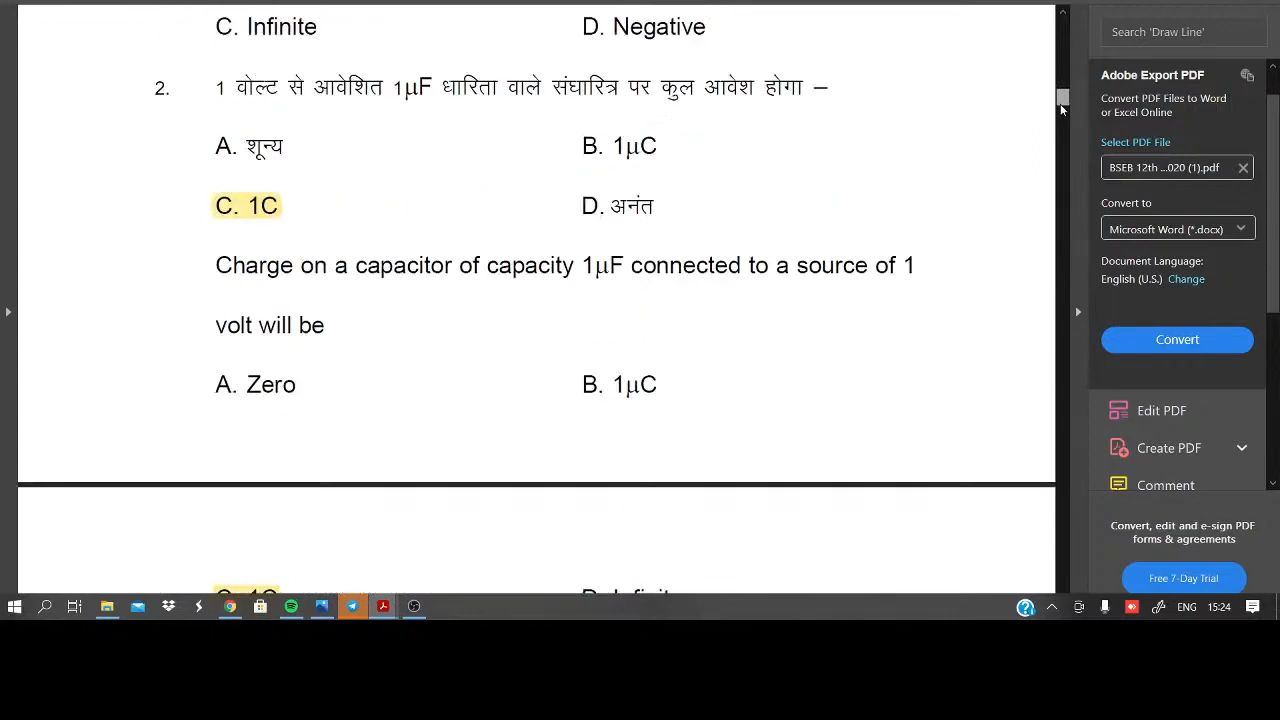 C. Infinite D. Negative
2. 1 वोल्ट से आवेशित 1μF धारिता वाले संघारित्र पर कुल आवेश होगा –
A. शून्य B. 1μC
C. 1C D. अनंत
Charge on a capacitor of capacity 1μF connected to a source of 1
volt will be
A. Zero B. 1μC
C. 1C D. Infinit
Search 'Draw Line'
Adobe Export PDF
Convert PDF Files to Word
or Excel Online
Select PDF File
BSEB 12th ...020 (1).pdf
Convert to
Microsoft Word (*.docx)
Document Language:
English (U.S.) Change
Convert
Edit PDF
Create PDF
Comment
Convert, edit and e-sign PDF
forms & agreements
Free 7-Day Trial
ENG 15:24